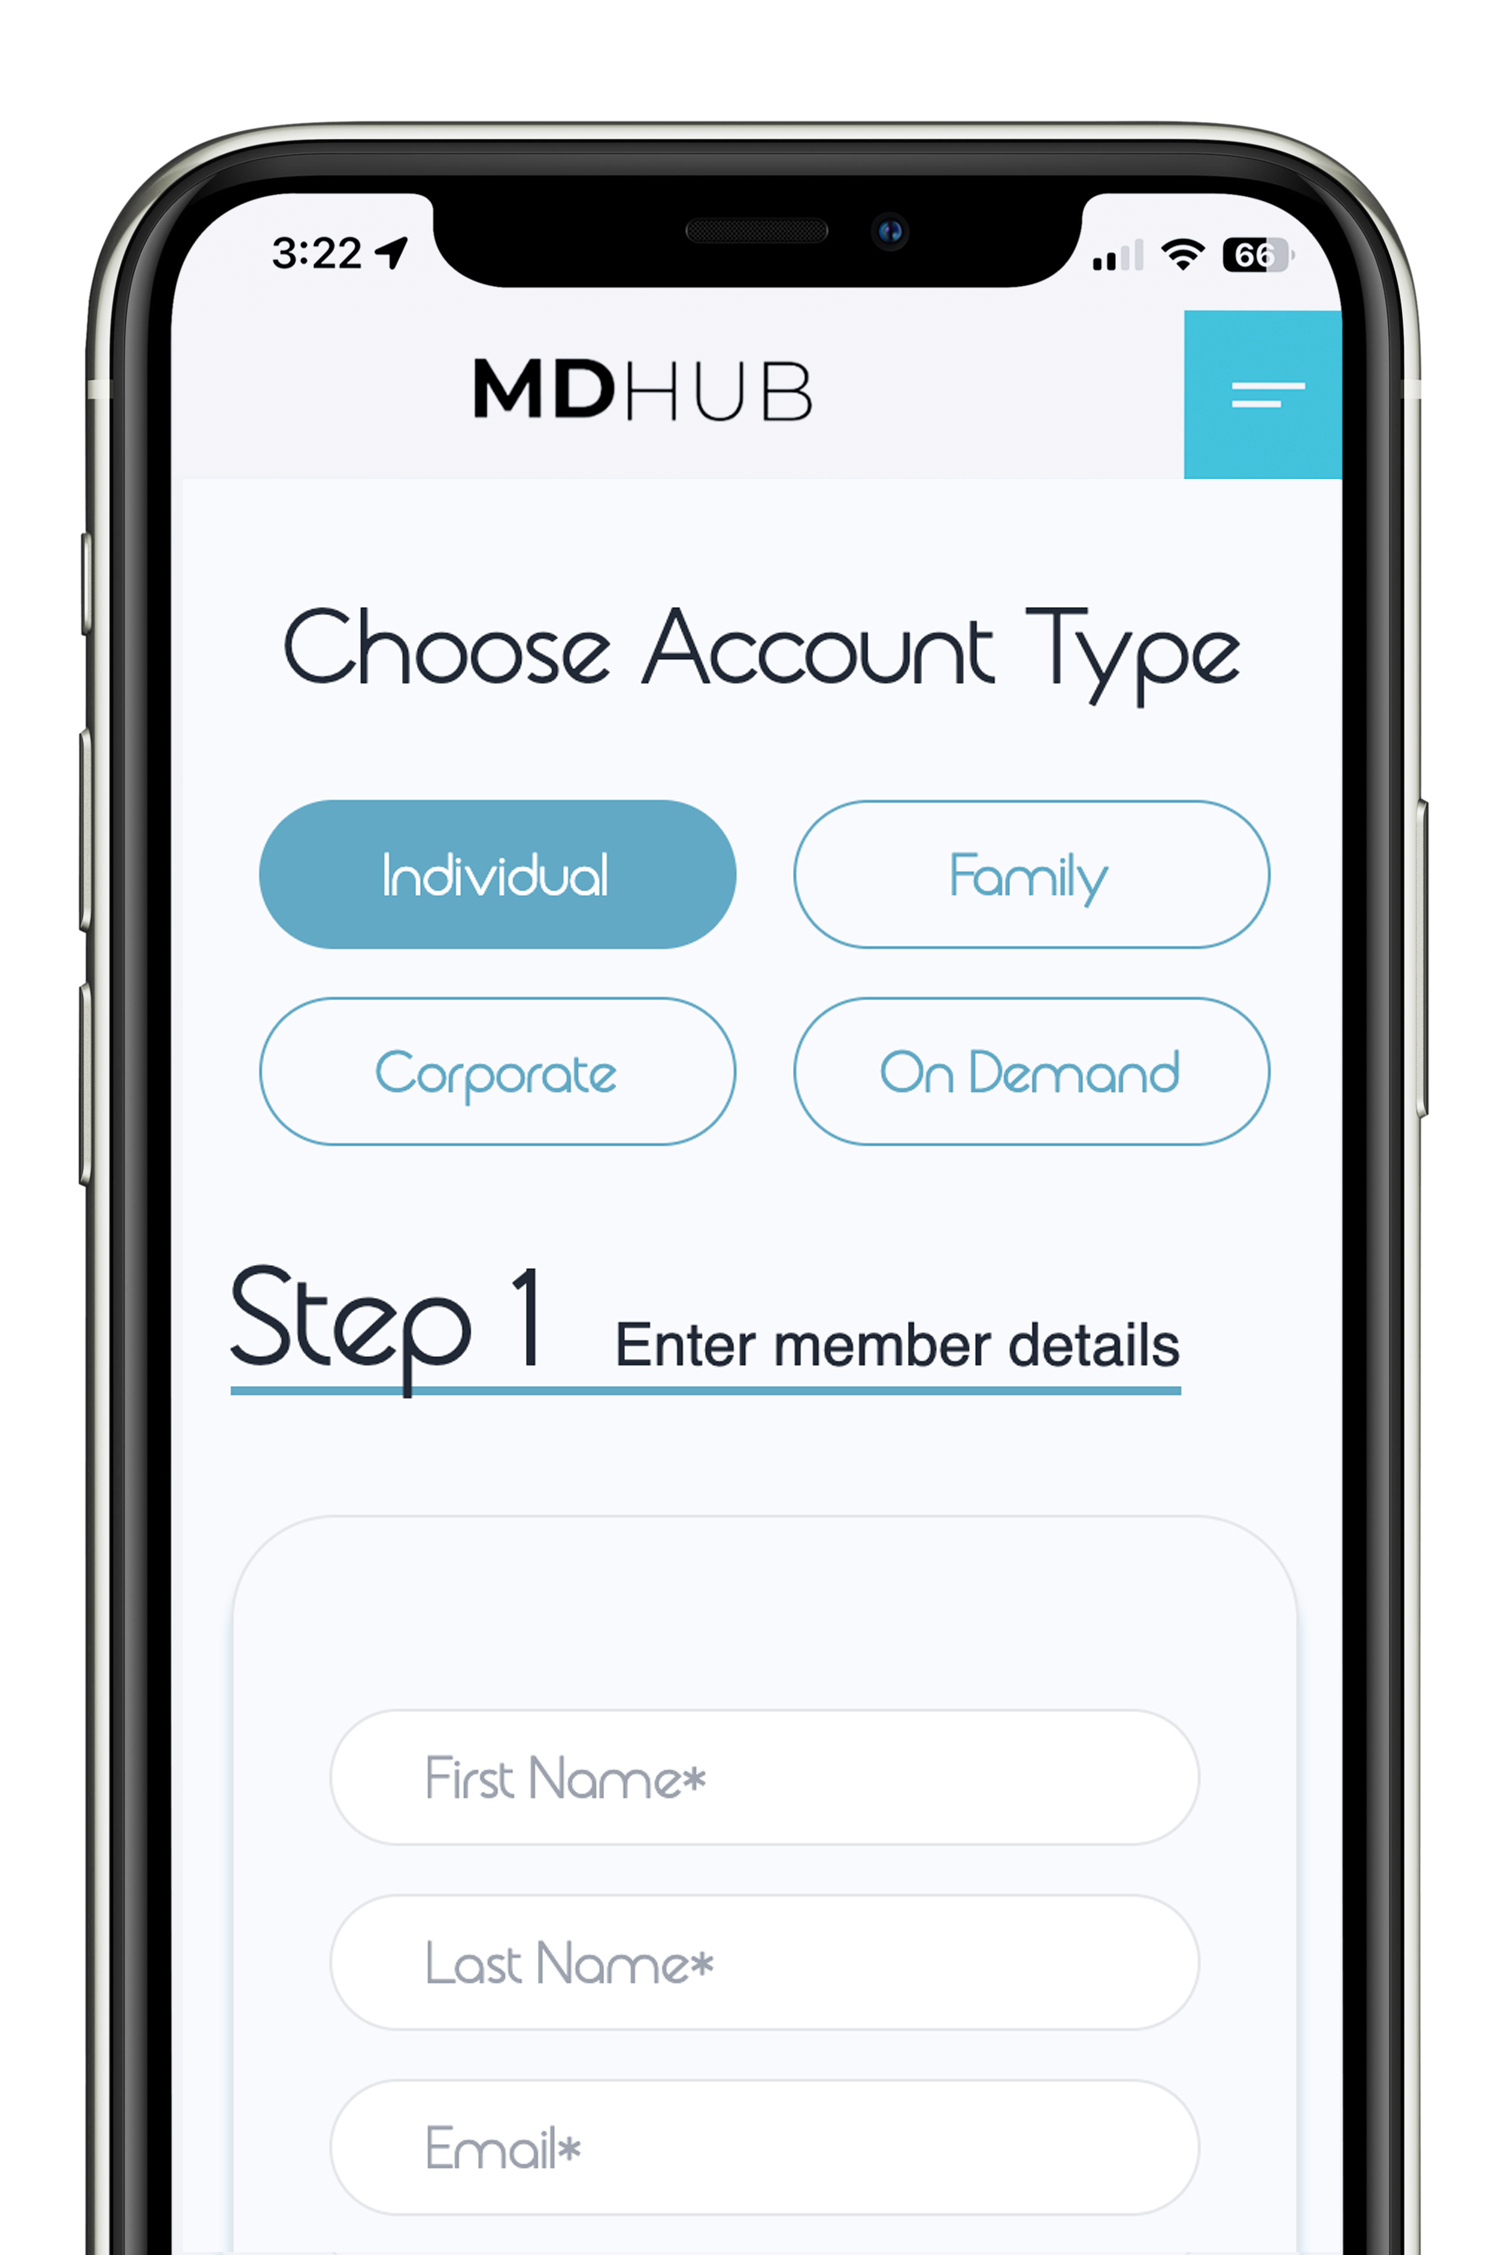 3:22 66
MDHUB
Choose Account Type
Individual Family
Corporate On Demand
Step 1 Enter member details
First Name*
Last Name*
Email*